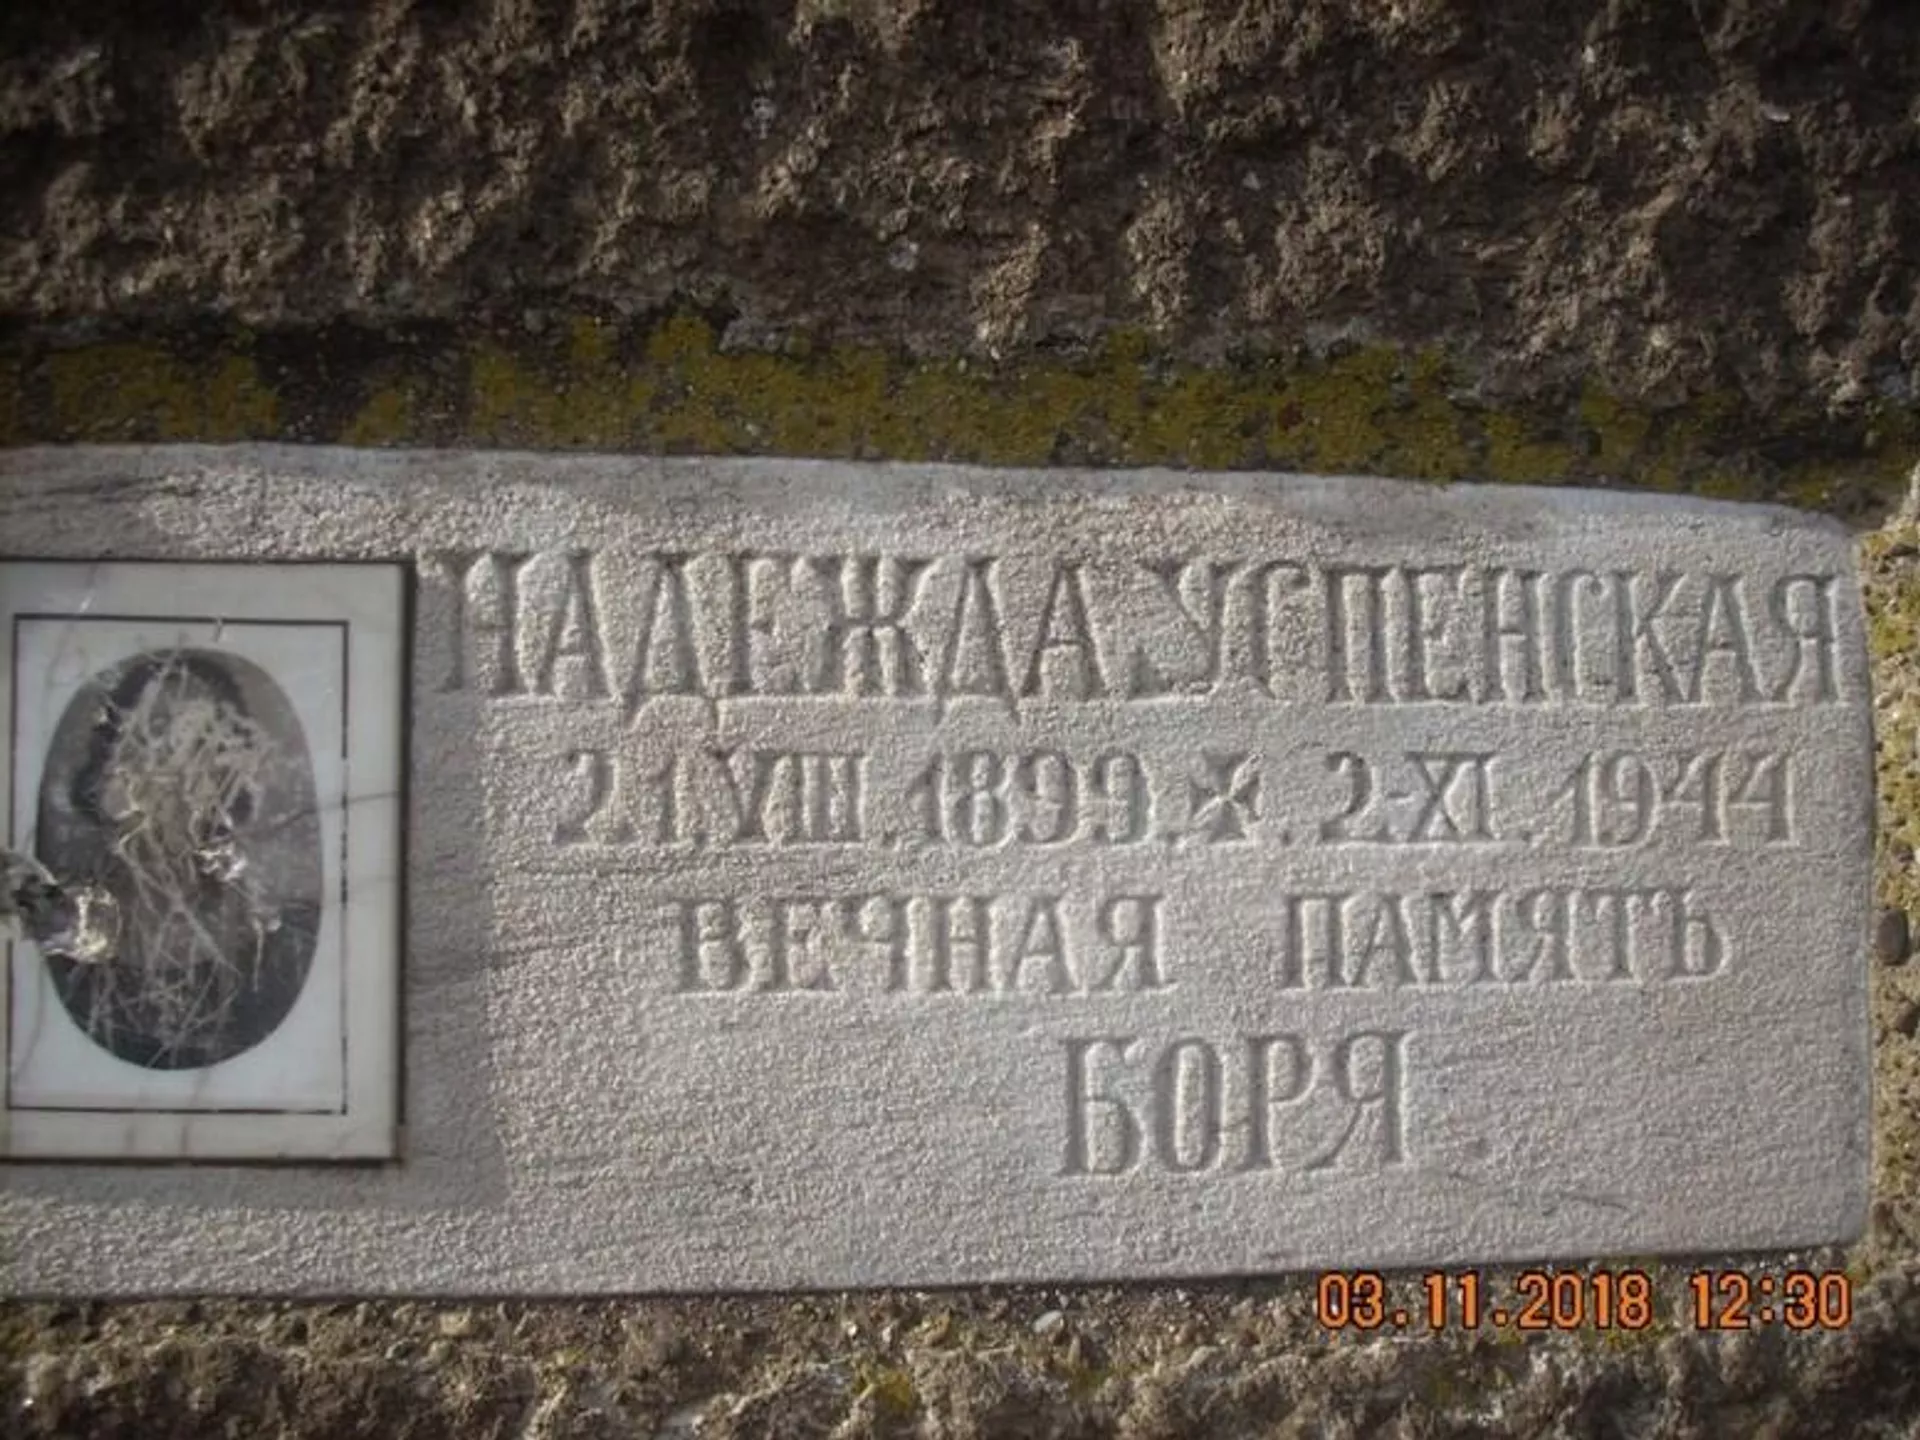 НАДЕЖДА УСПЕНСКАЯ
21.VIII.1899.✠.2-XI.1944
ВЕЧНАЯ ПАМЯТЬ
БОРЯ
03.11.2018 12:30